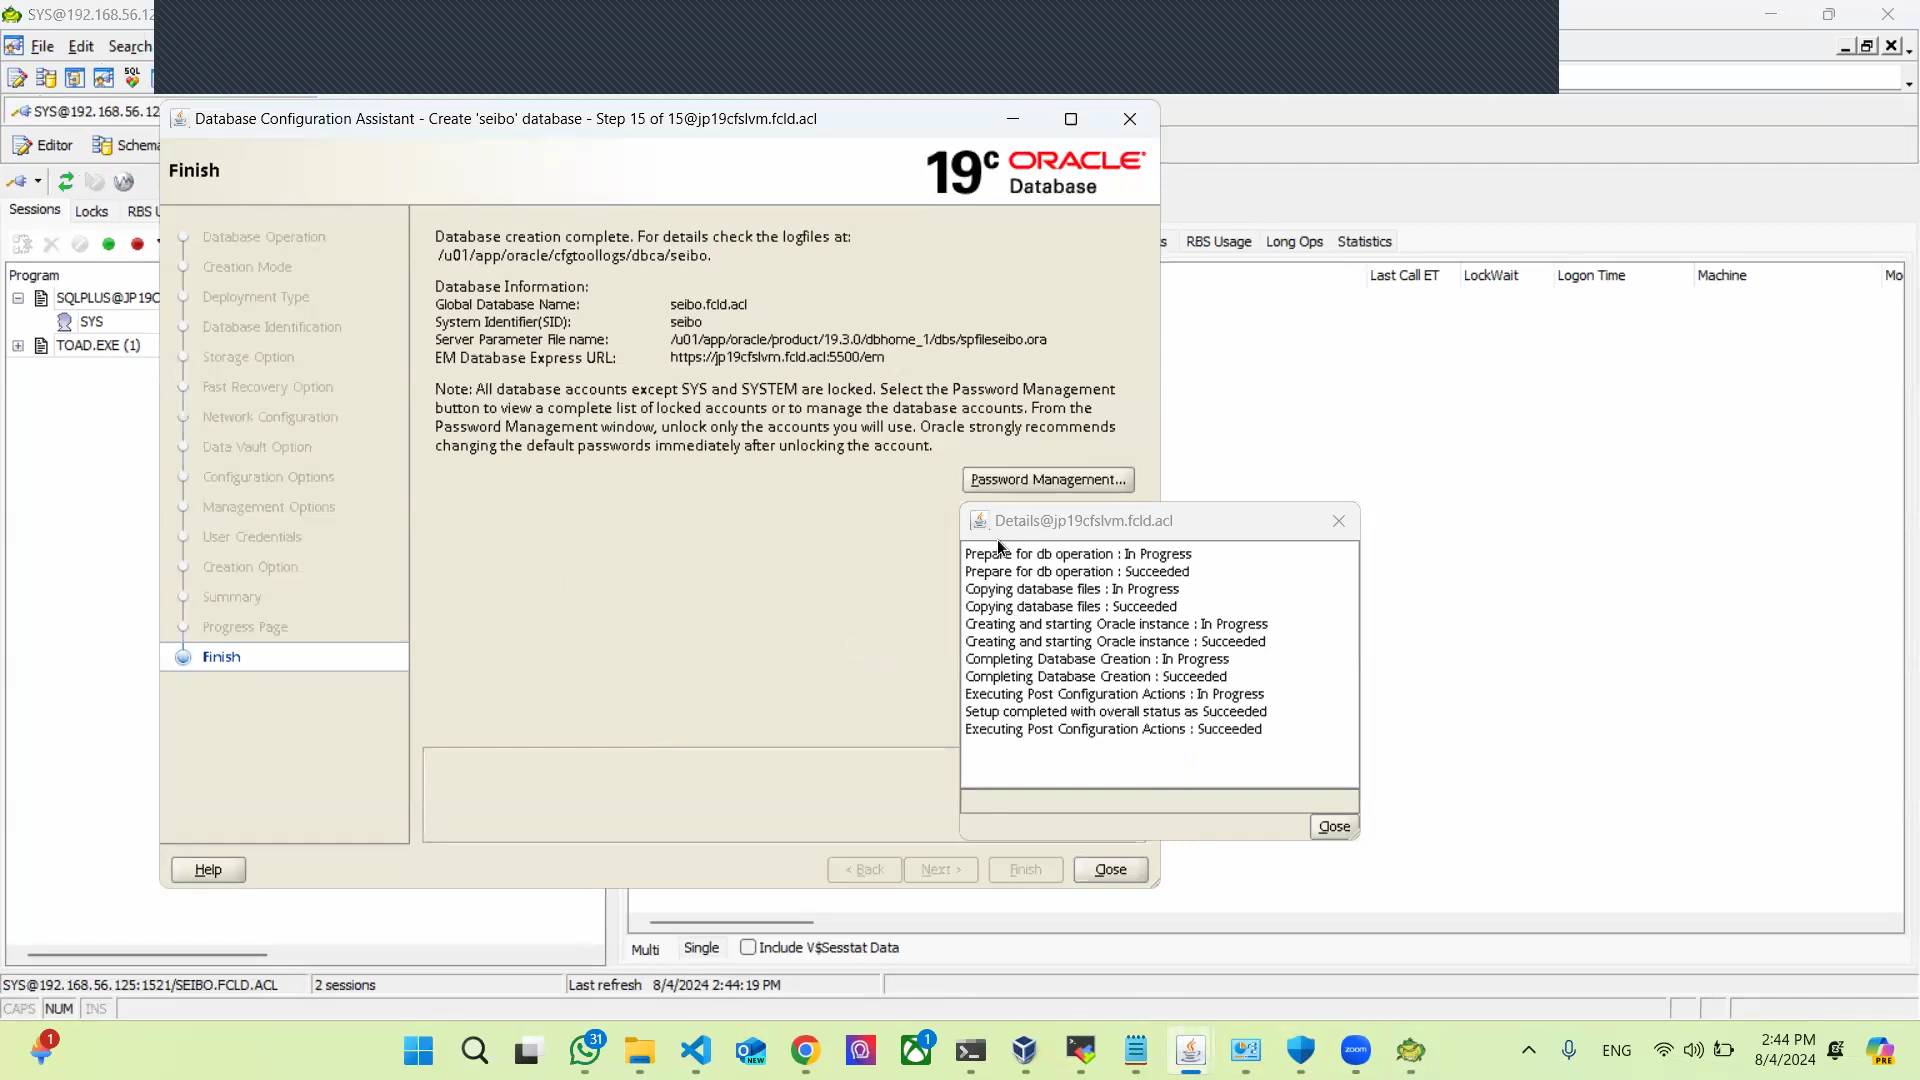 SYS@192.168.56.12
File Edit Search
SQL
SYS@192.168.56.12
Database Configuration Assistant - Create 'seibo' database - Step 15 of 15@jp19cfslvm.fcld.acl
Editor Schema
Finish
19c ORACLE
Database
Sessions Locks RBS U
RBS Usage Long Ops Statistics
Program
Last Call ET LockWait Logon Time Machine Mo
SQLPLUS@JP19C
SYS
TOAD.EXE (1)
Database Operation
Creation Mode
Deployment Type
Database Identification
Storage Option
Fast Recovery Option
Network Configuration
Data Vault Option
Configuration Options
Management Options
User Credentials
Creation Option
Summary
Progress Page
Finish
Database creation complete. For details check the logfiles at:
/u01/app/oracle/cfgtoollogs/dbca/seibo.
Database Information:
Global Database Name: seibo.fcld.acl
System Identifier(SID): seibo
Server Parameter File name: /u01/app/oracle/product/19.3.0/dbhome_1/dbs/spfileseibo.ora
EM Database Express URL: https://jp19cfslvm.fcld.acl:5500/em
Note: All database accounts except SYS and SYSTEM are locked. Select the Password Management
button to view a complete list of locked accounts or to manage the database accounts. From the
Password Management window, unlock only the accounts you will use. Oracle strongly recommends
changing the default passwords immediately after unlocking the account.
Password Management...
Details@jp19cfslvm.fcld.acl
Prepare for db operation : In Progress
Prepare for db operation : Succeeded
Copying database files : In Progress
Copying database files : Succeeded
Creating and starting Oracle instance : In Progress
Creating and starting Oracle instance : Succeeded
Completing Database Creation : In Progress
Completing Database Creation : Succeeded
Executing Post Configuration Actions : In Progress
Setup completed with overall status as Succeeded
Executing Post Configuration Actions : Succeeded
Close
Help < Back Next > Finish Close
Multi Single Include V$Sesstat Data
SYS@192.168.56.125:1521/SEIBO.FCLD.ACL 2 sessions Last refresh 8/4/2024 2:44:19 PM
CAPS NUM INS
1
31
NEW
1
zoom
ENG
2:44 PM
8/4/2024
PRE